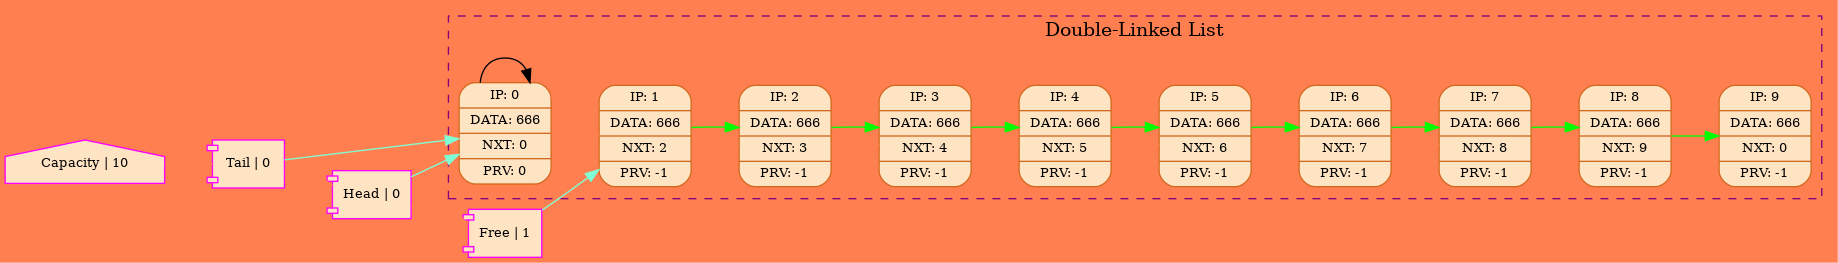 Double-Linked List
Capacity | 10
Tail | 0
Head | 0
Free | 1
IP: 0
DATA: 666
NXT: 0
PRV: 0
IP: 1
DATA: 666
NXT: 2
PRV: -1
IP: 2
DATA: 666
NXT: 3
PRV: -1
IP: 3
DATA: 666
NXT: 4
PRV: -1
IP: 4
DATA: 666
NXT: 5
PRV: -1
IP: 5
DATA: 666
NXT: 6
PRV: -1
IP: 6
DATA: 666
NXT: 7
PRV: -1
IP: 7
DATA: 666
NXT: 8
PRV: -1
IP: 8
DATA: 666
NXT: 9
PRV: -1
IP: 9
DATA: 666
NXT: 0
PRV: -1